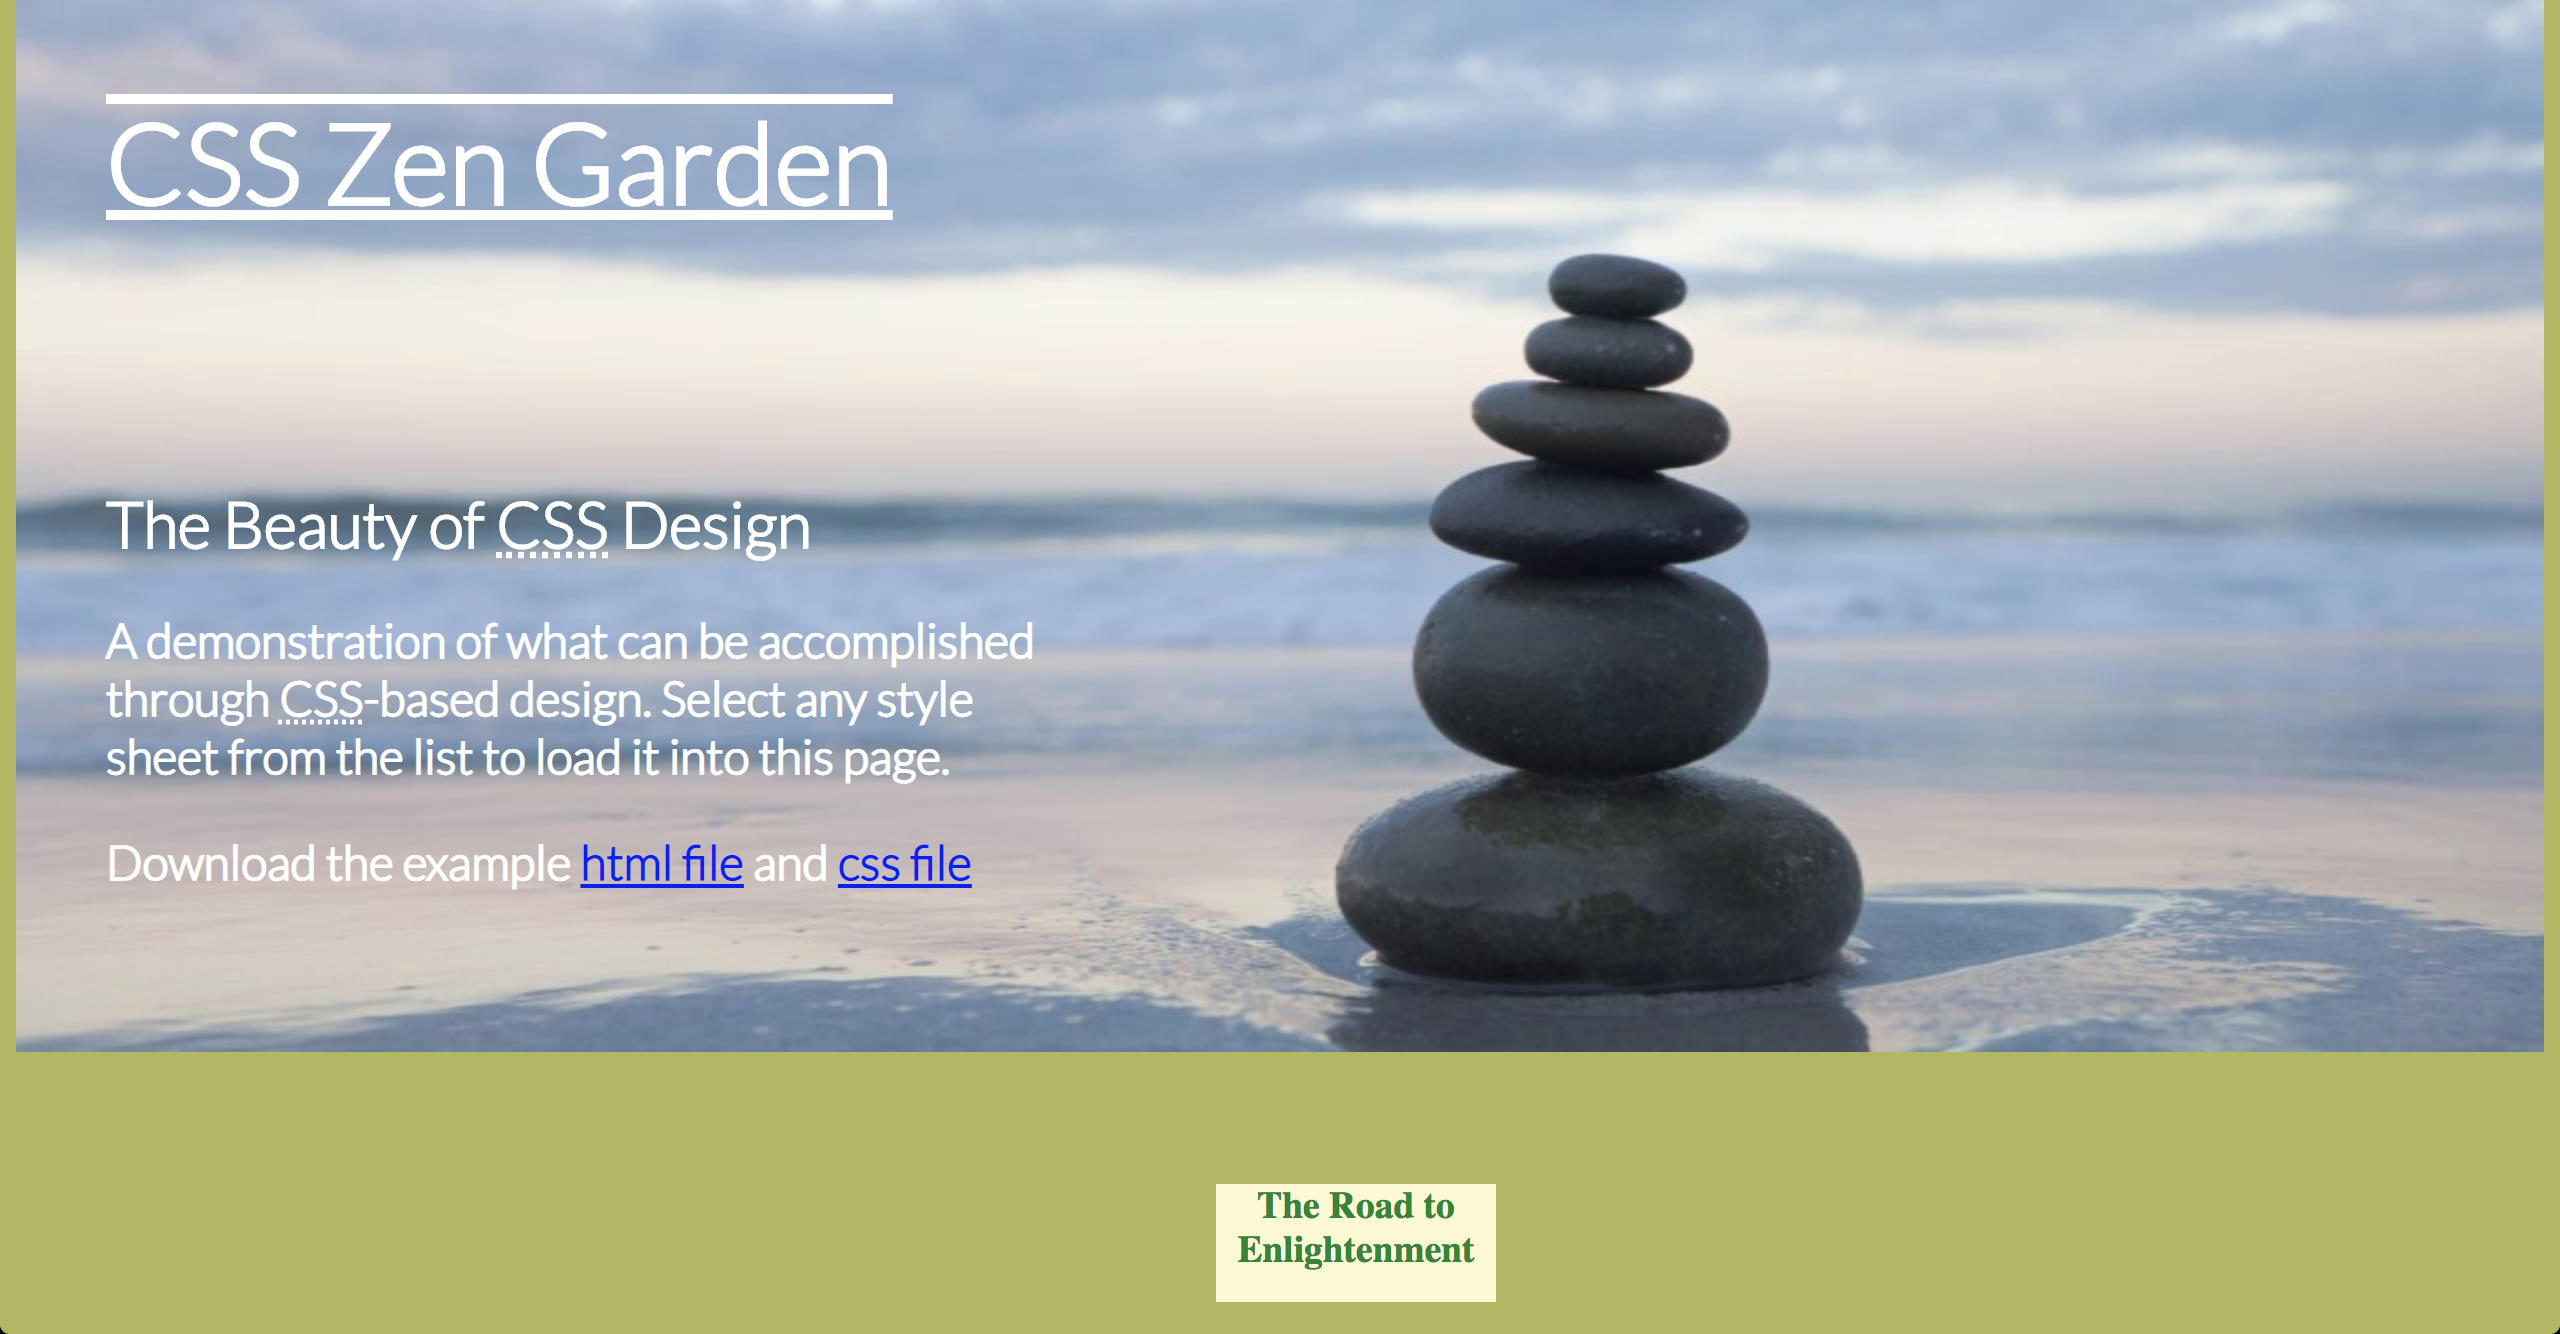 CSS Zen Garden
The Beauty of CSS Design
A demonstration of what can be accomplished
through CSS-based design. Select any style
sheet from the list to load it into this page.
Download the example html file and css file
The Road to
Enlightenment